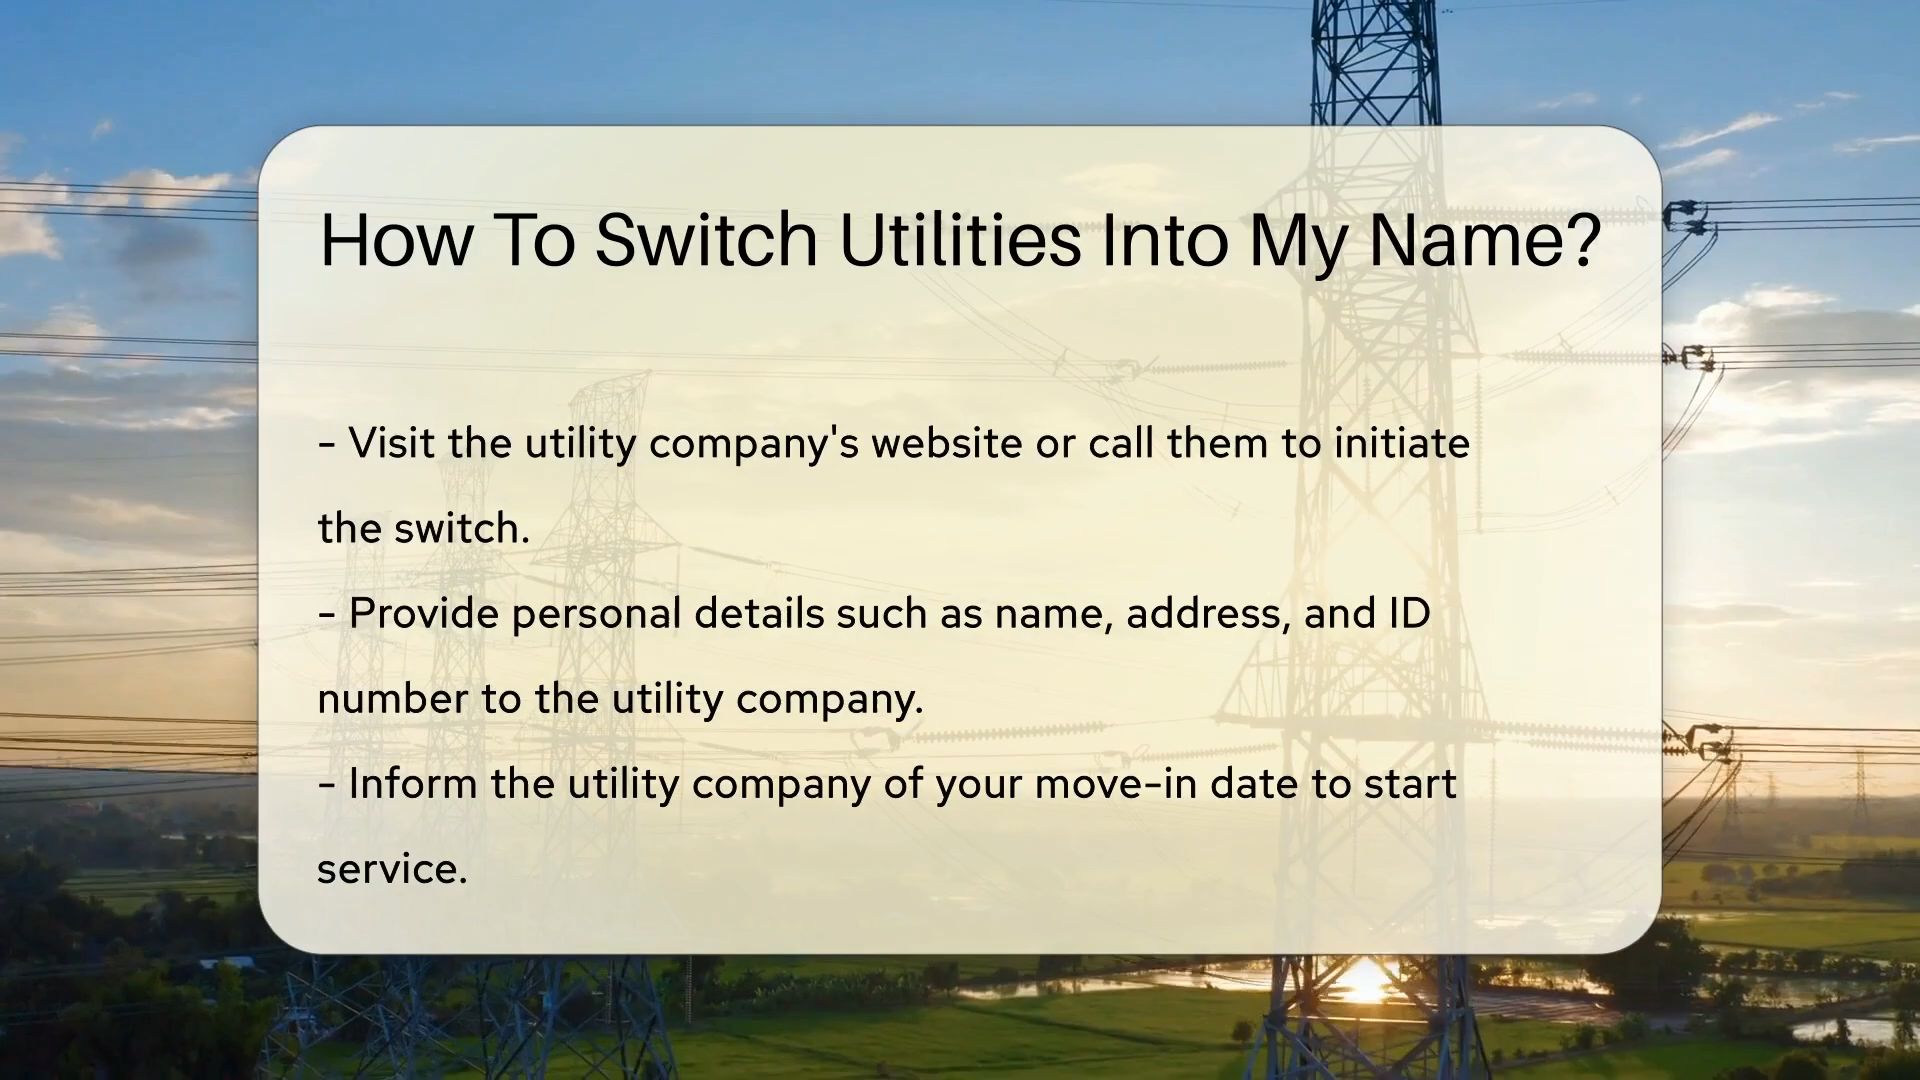 How To Switch Utilities Into My Name?
- Visit the utility company's website or call them to initiate
the switch.
- Provide personal details such as name, address, and ID
number to the utility company.
- Inform the utility company of your move-in date to start
service.